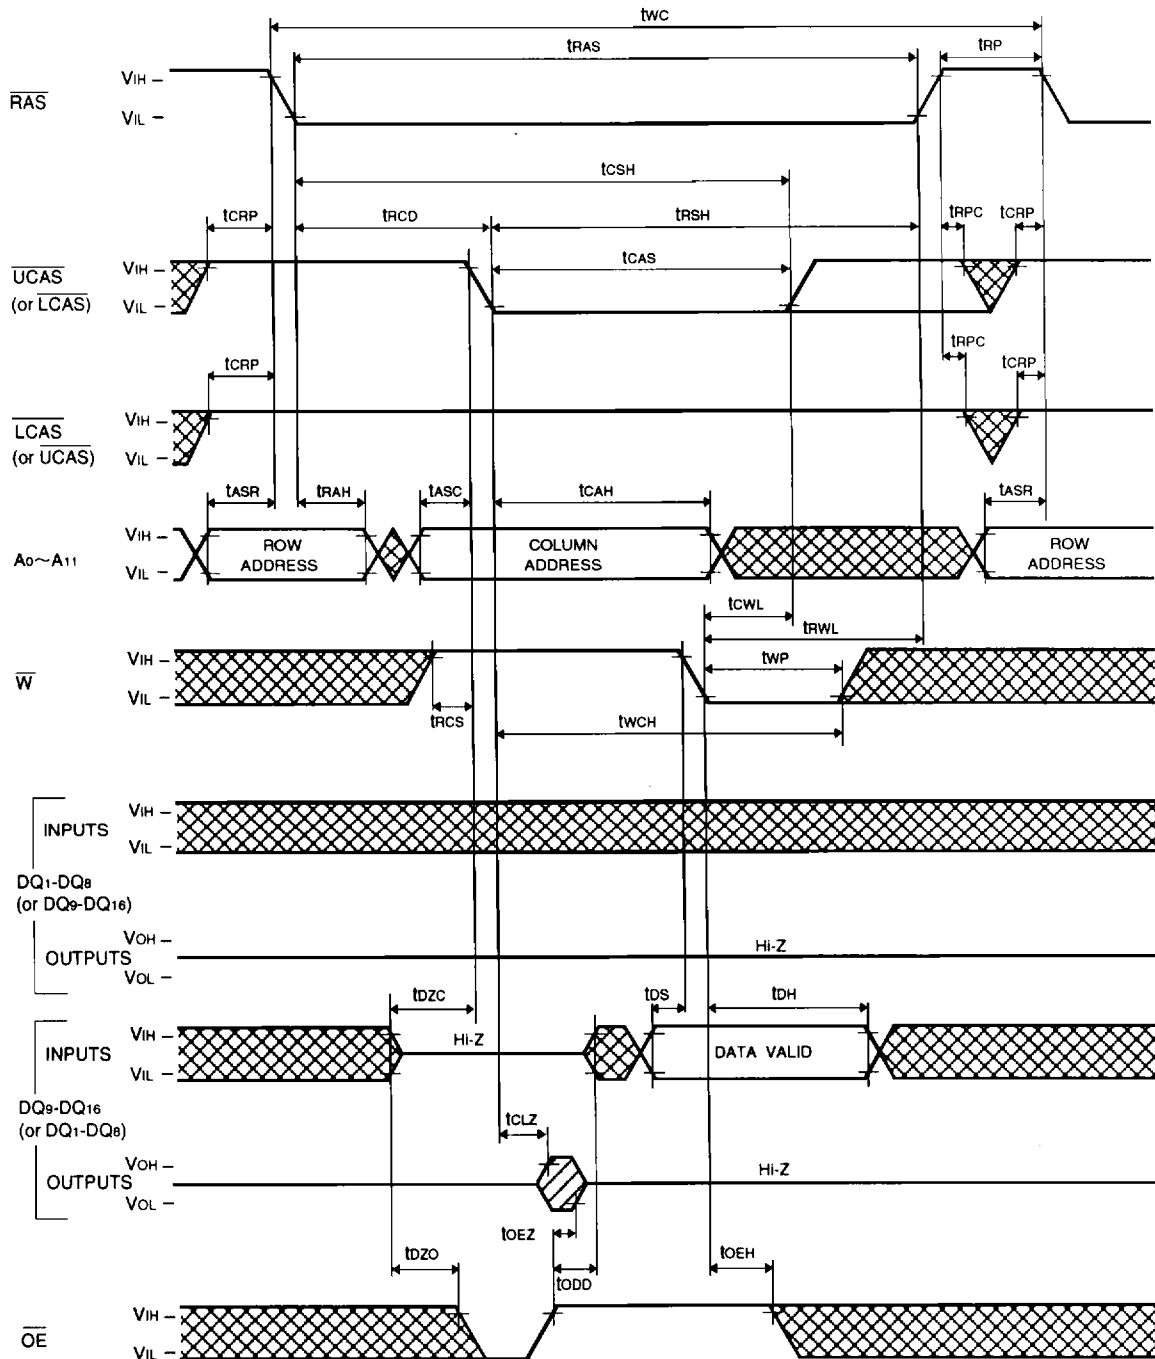 tWC
tRAS
tRP
RAS
VIH
VIL
tCSH
tCRP
tRCD
tRSH
tRPC
tCRP
tCAS
UCAS
(or LCAS)
VIH
VIL
tCRP
tRPC
tCRP
LCAS
(or UCAS)
VIH
VIL
tASR
tRAH
tASC
tCAH
tASR
A0~A11
VIH
VIL
ROW
ADDRESS
COLUMN
ADDRESS
ROW
ADDRESS
tCWL
tRWL
tWP
W
VIH
VIL
tRCS
tWCH
INPUTS
VIH
VIL
DQ1-DQ8
(or DQ9-DQ16)
OUTPUTS
VOH
VOL
Hi-Z
tDZC
tDS
tDH
INPUTS
VIH
VIL
Hi-Z
DATA VALID
DQ9-DQ16
(or DQ1-DQ8)
tCLZ
OUTPUTS
VOH
VOL
Hi-Z
tOEZ
tDZO
tODD
tOEH
OE
VIH
VIL